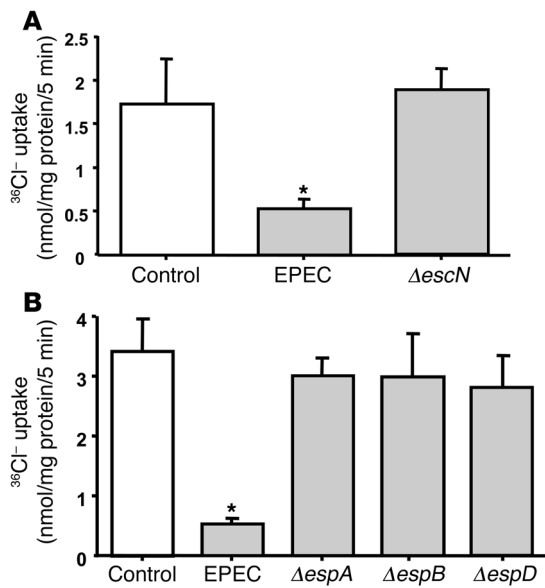 A
³⁶Cl⁻ uptake
(nmol/mg protein/5 min)
2.5
2
1.5
1
0.5
0
*
Control EPEC ΔescN
B
³⁶Cl⁻ uptake
(nmol/mg protein/5 min)
4
3
2
1
0
*
Control EPEC ΔespA ΔespB ΔespD